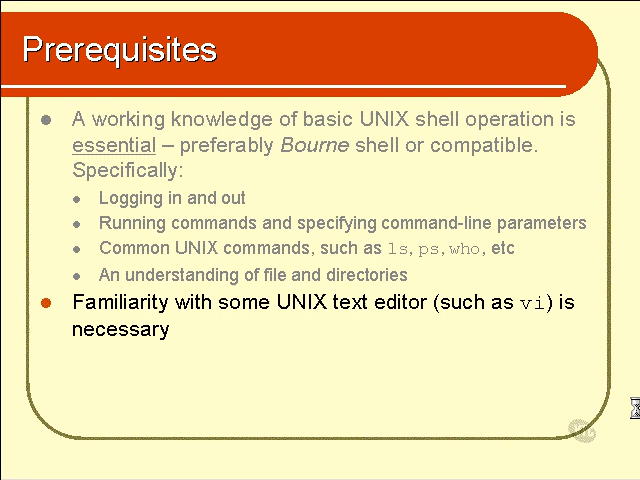 Prerequisites
A working knowledge of basic UNIX shell operation is
essential – preferably Bourne shell or compatible.
Specifically:
Logging in and out
Running commands and specifying command-line parameters
Common UNIX commands, such as ls, ps, who, etc
An understanding of file and directories
Familiarity with some UNIX text editor (such as vi) is
necessary